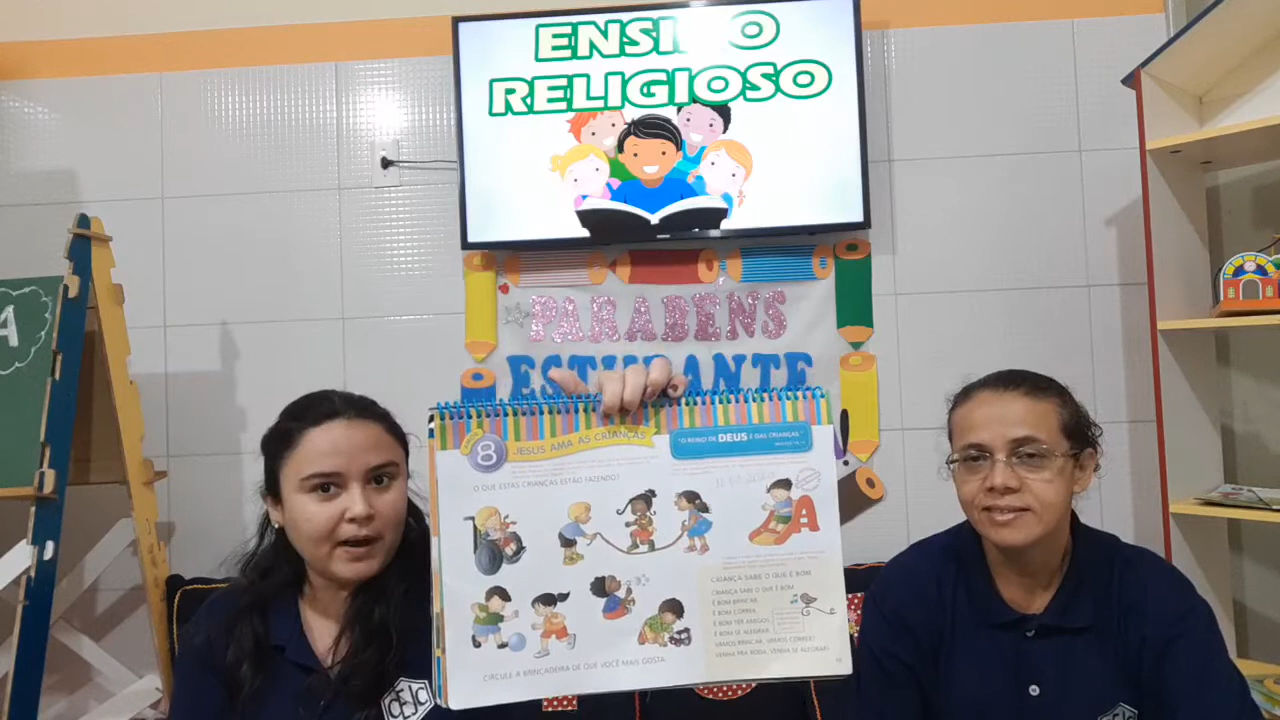 ENSINO
RELIGIOSO
A
PARABÉNS
ESTUDANTE
8
JESUS AMA AS CRIANÇAS
"O REINO DE DEUS É DAS CRIANÇAS."
O QUE ESTAS CRIANÇAS ESTÃO FAZENDO?
CRIANÇA SABE O QUE É BOM
CRIANÇA SABE O QUE É BOM
É BOM BRINCAR,
É BOM CORRER,
É BOM TER AMIGOS,
É BOM SE ALEGRAR.
VAMOS BRINCAR, VAMOS CORRER!
VENHA PRA RODA, VENHA SE ALEGRAR!
CIRCULE A BRINCADEIRA DE QUE VOCÊ MAIS GOSTA.
CEJC